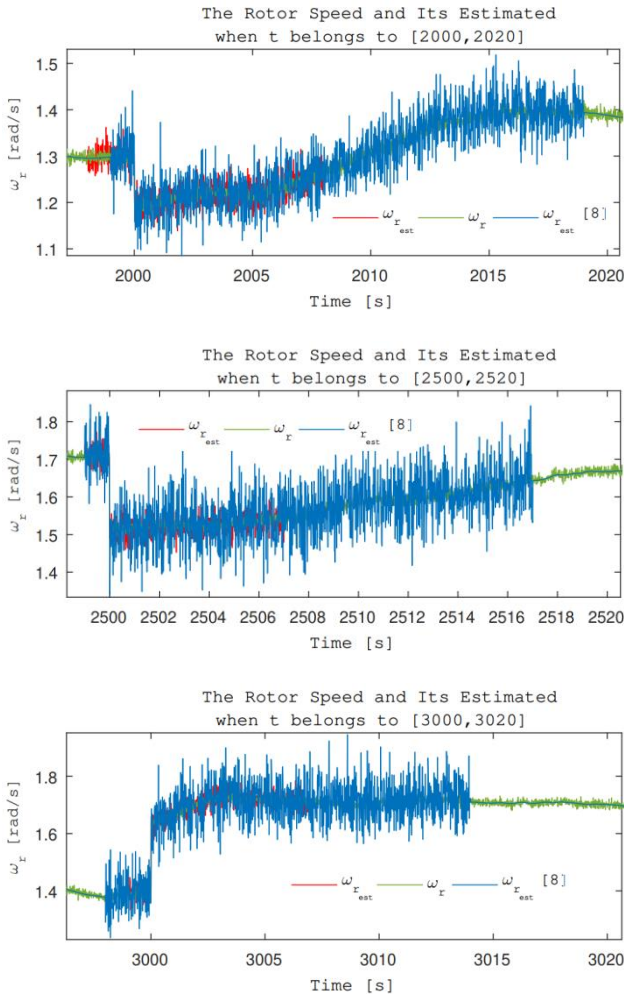 The Rotor Speed and Its Estimated
when t belongs to [2000,2020]
1.5
1.4
1.3
1.2
1.1
ω_r [rad/s]
ω_r_est ω_r ω_r_est [8]
2000 2005 2010 2015 2020
Time [s]
The Rotor Speed and Its Estimated
when t belongs to [2500,2520]
1.8
1.7
1.6
1.5
1.4
ω_r [rad/s]
ω_r_est ω_r ω_r_est [8]
2500 2502 2504 2506 2508 2510 2512 2514 2516 2518 2520
Time [s]
The Rotor Speed and Its Estimated
when t belongs to [3000,3020]
1.8
1.6
1.4
ω_r [rad/s]
ω_r_est ω_r ω_r_est [8]
3000 3005 3010 3015 3020
Time [s]